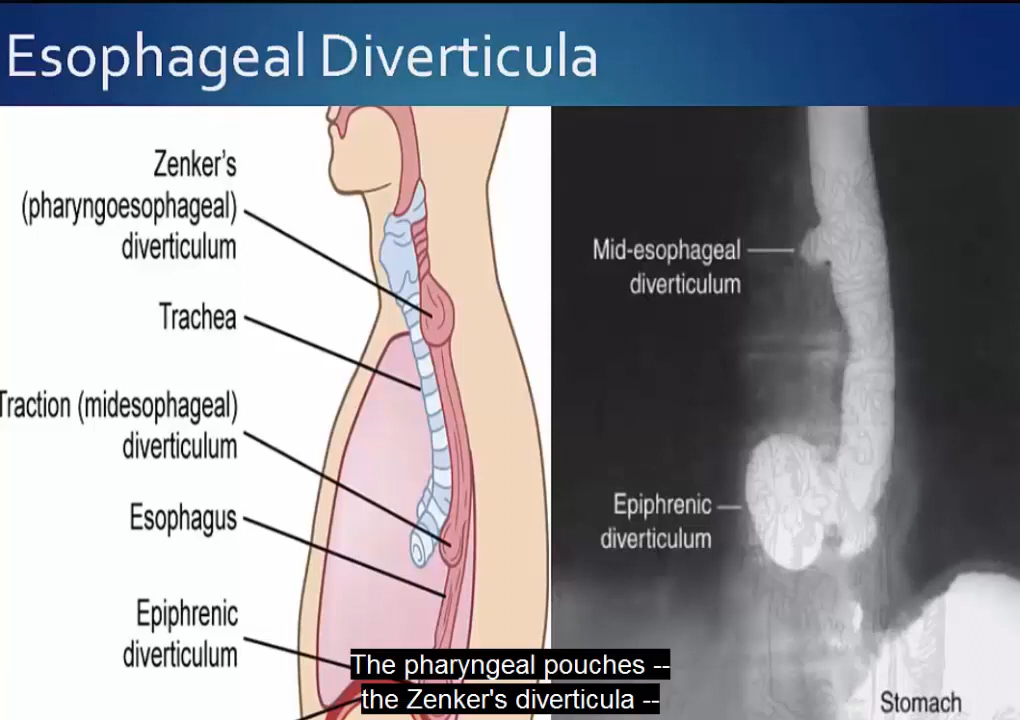 Esophageal Diverticula
Zenker's
(pharyngoesophageal)
diverticulum
Trachea
Traction (midesophageal)
diverticulum
Esophagus
Epiphrenic
diverticulum
Mid-esophageal
diverticulum
Epiphrenic
diverticulum
Stomach
The pharyngeal pouches --
the Zenker's diverticula --